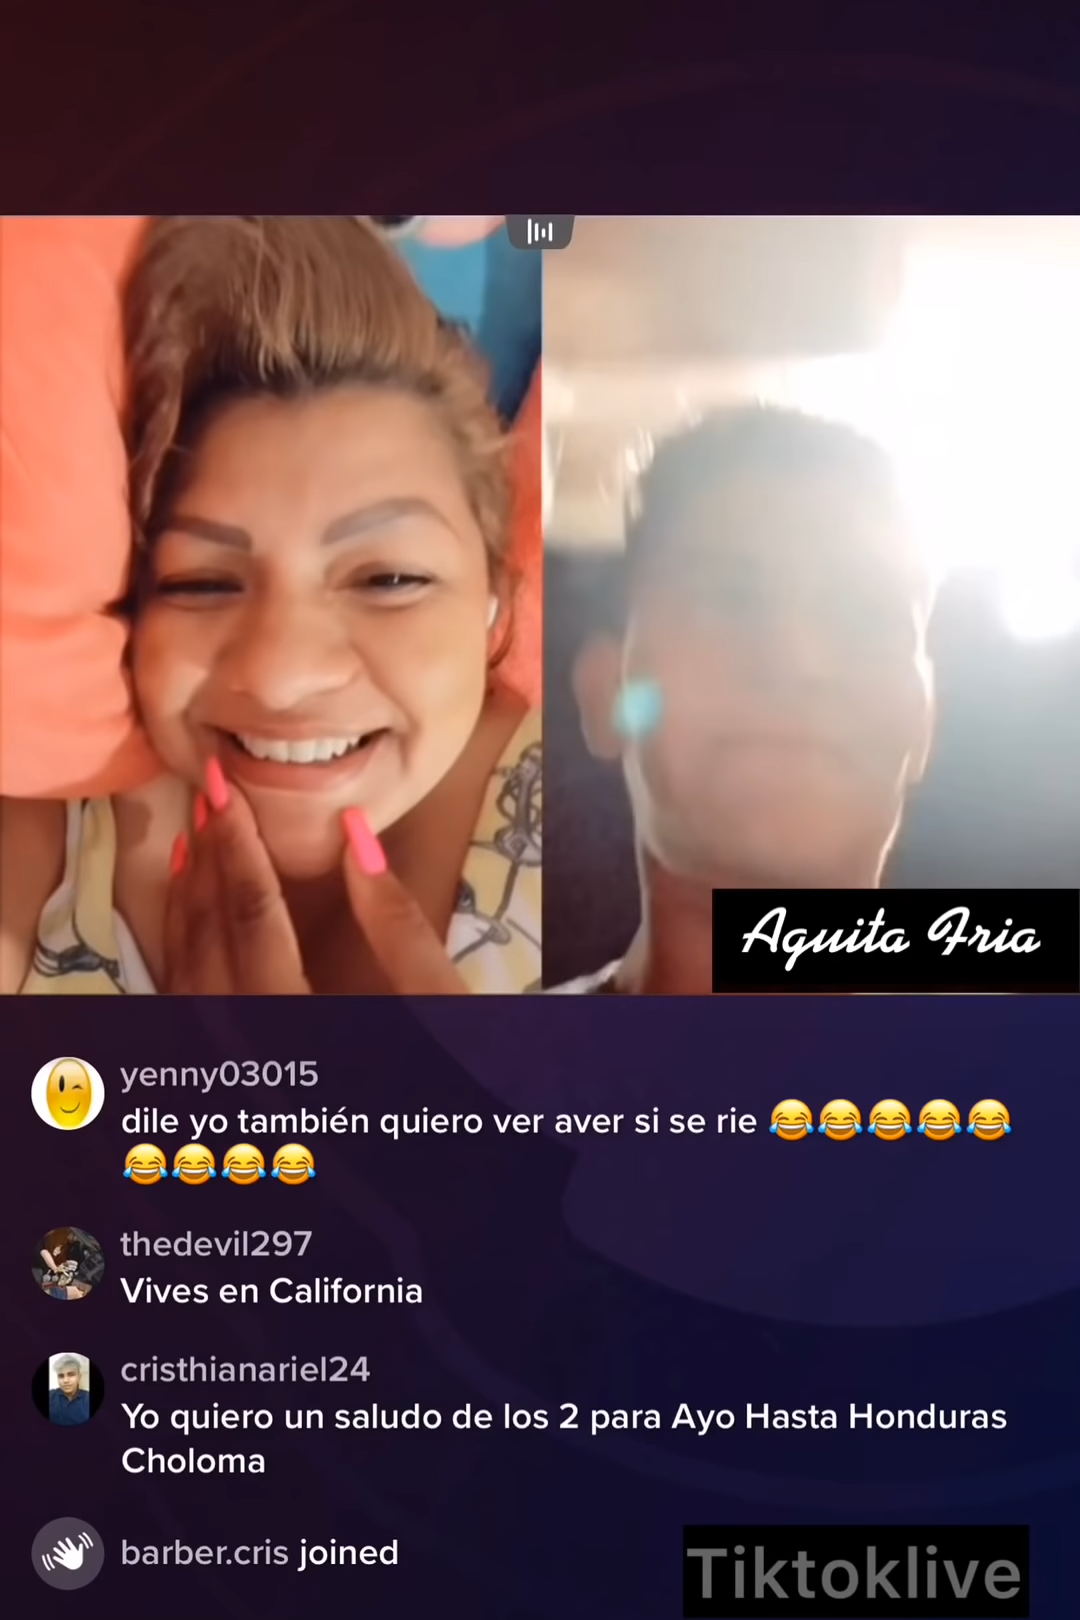 Aguita Fria
yenny03015
dile yo también quiero ver aver si se rie 😂😂😂😂😂
😂😂😂😂
thedevil297
Vives en California
cristhianariel24
Yo quiero un saludo de los 2 para Ayo Hasta Honduras
Choloma
barber.cris joined
Tiktoklive